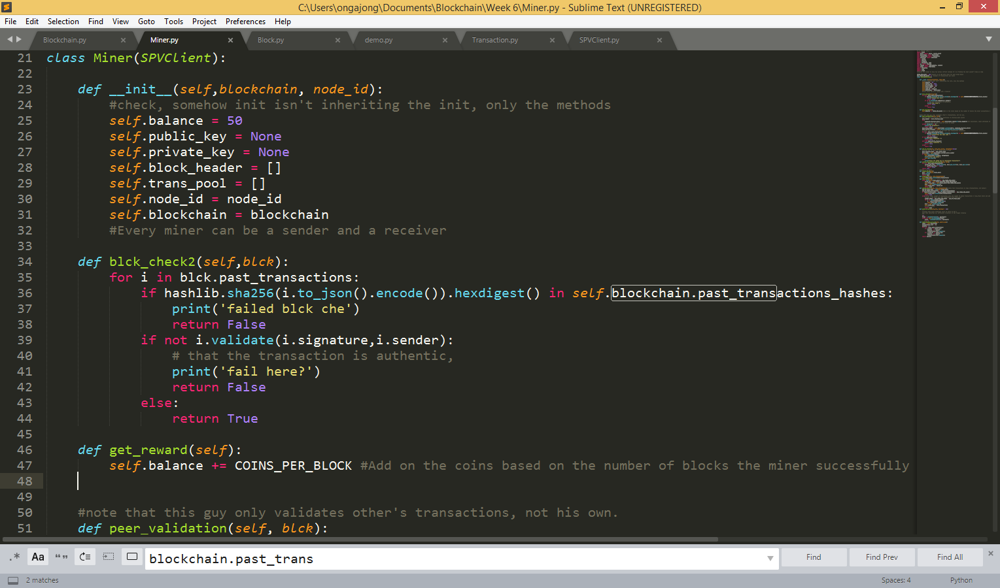 C:\Users\ongajong\Documents\Blockchain\Week 6\Miner.py - Sublime Text (UNREGISTERED)
File Edit Selection Find View Goto Tools Project Preferences Help
Blockchain.py Miner.py Block.py demo.py Transaction.py SPVClient.py
21 class Miner(SPVClient):
22
23 def __init__(self,blockchain, node_id):
24 #check, somehow init isn't inheriting the init, only the methods
25 self.balance = 50
26 self.public_key = None
27 self.private_key = None
28 self.block_header = []
29 self.trans_pool = []
30 self.node_id = node_id
31 self.blockchain = blockchain
32 #Every miner can be a sender and a receiver
33
34 def blck_check2(self,blck):
35 for i in blck.past_transactions:
36 if hashlib.sha256(i.to_json().encode()).hexdigest() in self.blockchain.past_transactions_hashes:
37 print('failed blck che')
38 return False
39 if not i.validate(i.signature,i.sender):
40 # that the transaction is authentic,
41 print('fail here?')
42 return False
43 else:
44 return True
45
46 def get_reward(self):
47 self.balance += COINS_PER_BLOCK #Add on the coins based on the number of blocks the miner successfully
48
49
50 #note that this guy only validates other's transactions, not his own.
51 def peer_validation(self, blck):
.* Aa “” blockchain.past_trans Find Find Prev Find All
2 matches Spaces: 4 Python